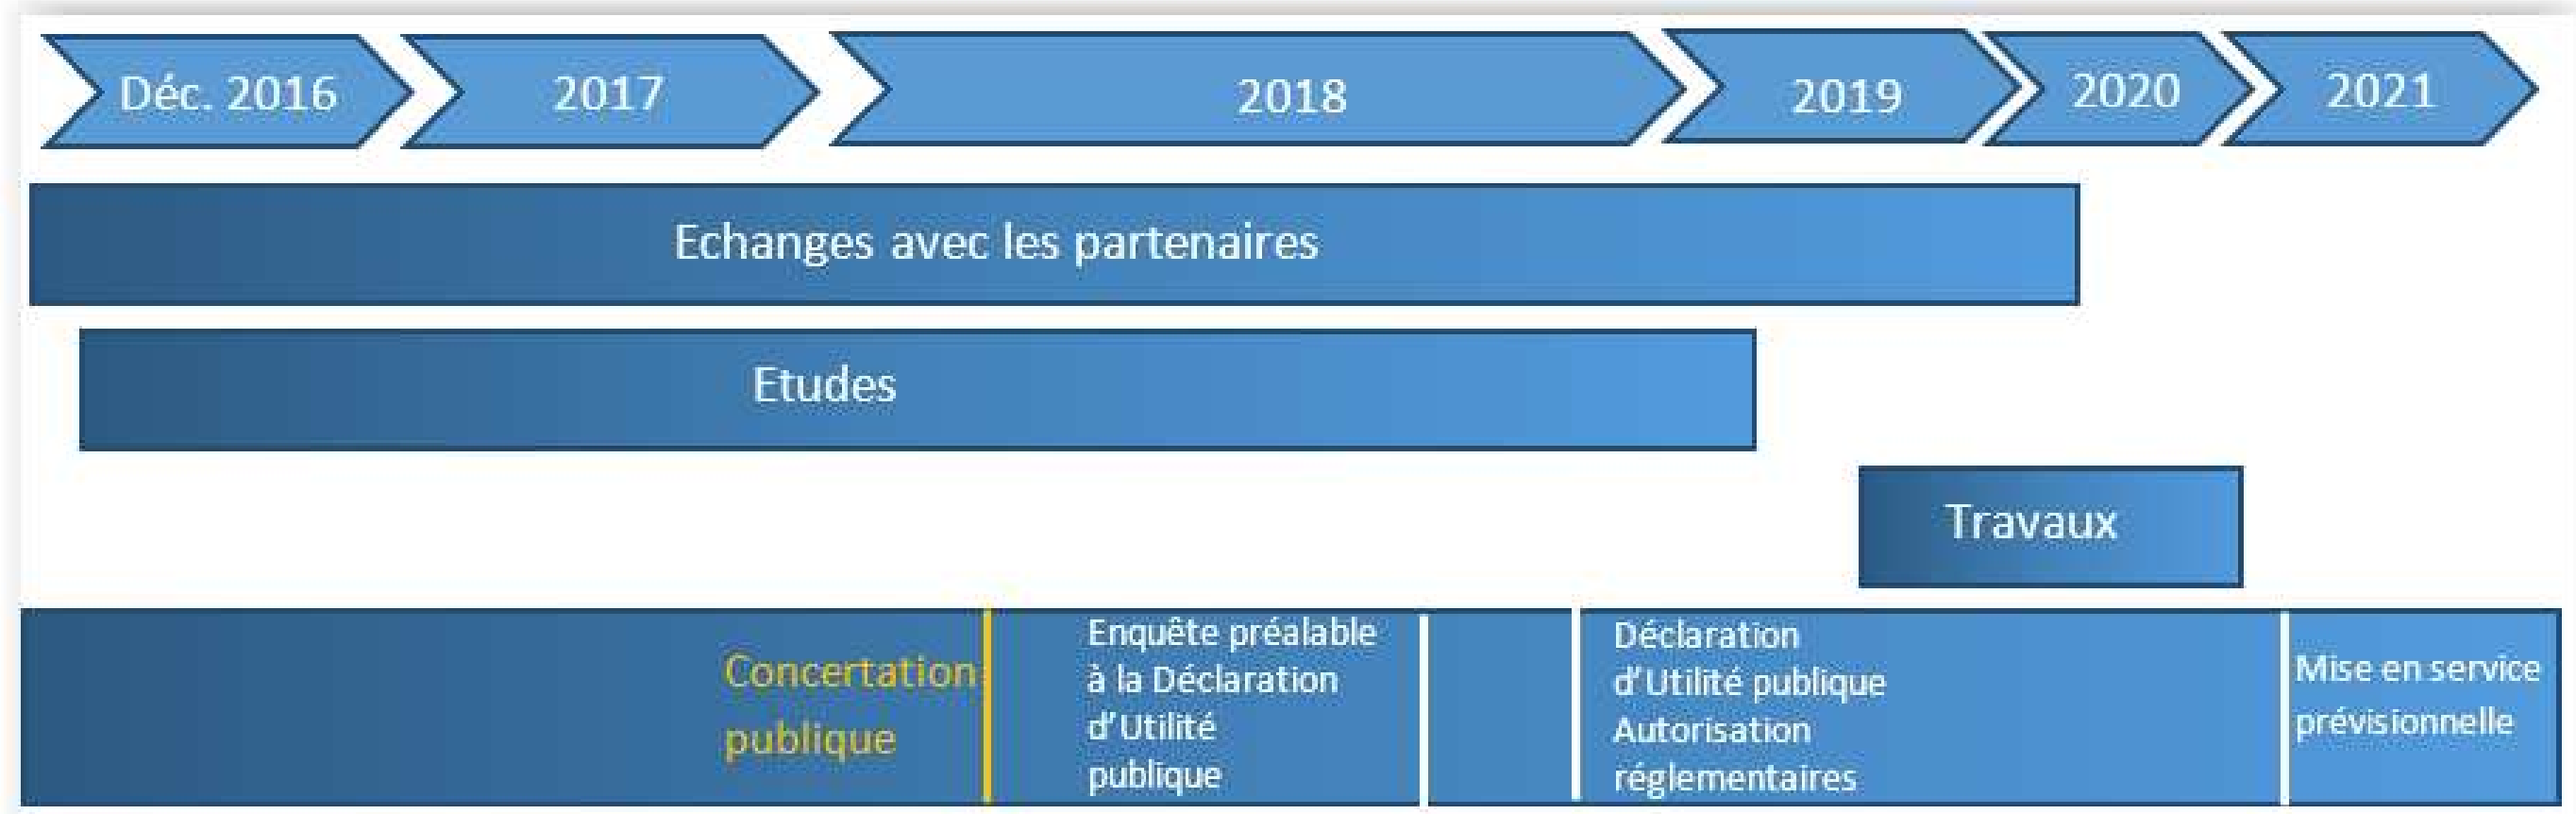 Déc. 2016
2017
2018
2019
2020
2021
Echanges avec les partenaires
Etudes
Travaux
Concertation
publique
Enquête préalable
à la Déclaration
d'Utilité
publique
Déclaration
d'Utilité publique
Autorisation
réglementaires
Mise en service
prévisionnelle